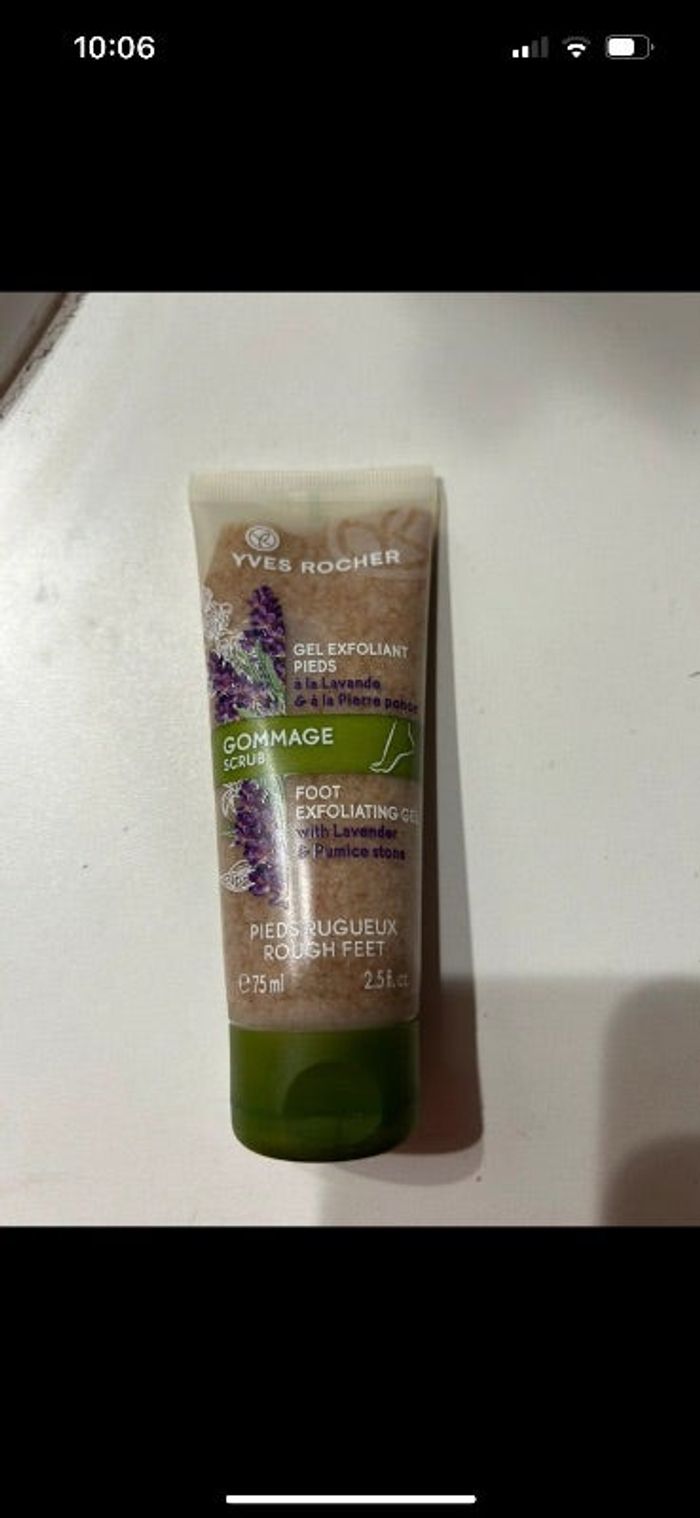 10:06
YVES ROCHER
GEL EXFOLIANT
PIEDS
à la Lavande
& à la Pierre ponce
GOMMAGE
SCRUB
FOOT
EXFOLIATING GEL
with Lavender
& Pumice stone
PIEDS RUGUEUX
ROUGH FEET
e 75 ml 2.5 fl. oz.